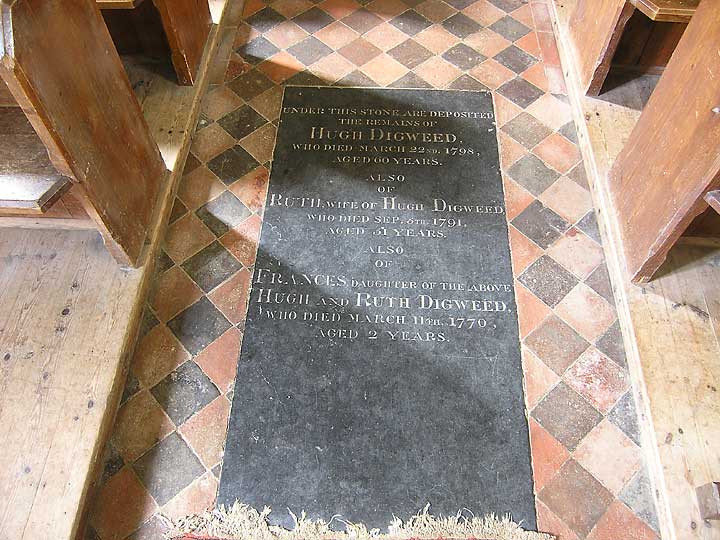 UNDER THIS STONE ARE DEPOSITED
THE REMAINS OF
HUGH DIGWEED,
WHO DIED MARCH 22ND. 1798,
AGED 60 YEARS.
ALSO
OF
RUTH, WIFE OF HUGH DIGWEED
WHO DIED SEP. 1791,
AGED 51 YEARS.
ALSO
OF
FRANCES, DAUGHTER OF THE ABOVE
HUGH AND RUTH DIGWEED,
WHO DIED MARCH 11TH. 1770,
AGED 2 YEARS.